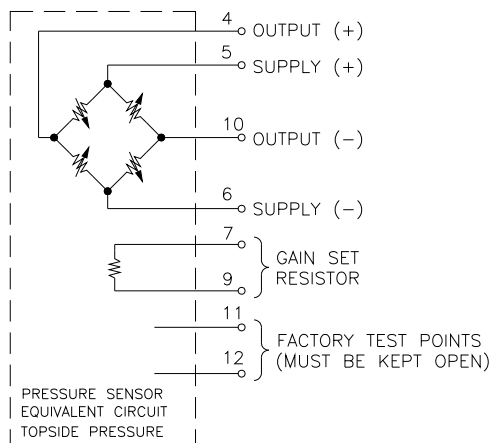 4
OUTPUT (+)
5
SUPPLY (+)
10
OUTPUT (−)
6
SUPPLY (−)
7
GAIN SET
RESISTOR
9
11
FACTORY TEST POINTS
(MUST BE KEPT OPEN)
12
PRESSURE SENSOR
EQUIVALENT CIRCUIT
TOPSIDE PRESSURE